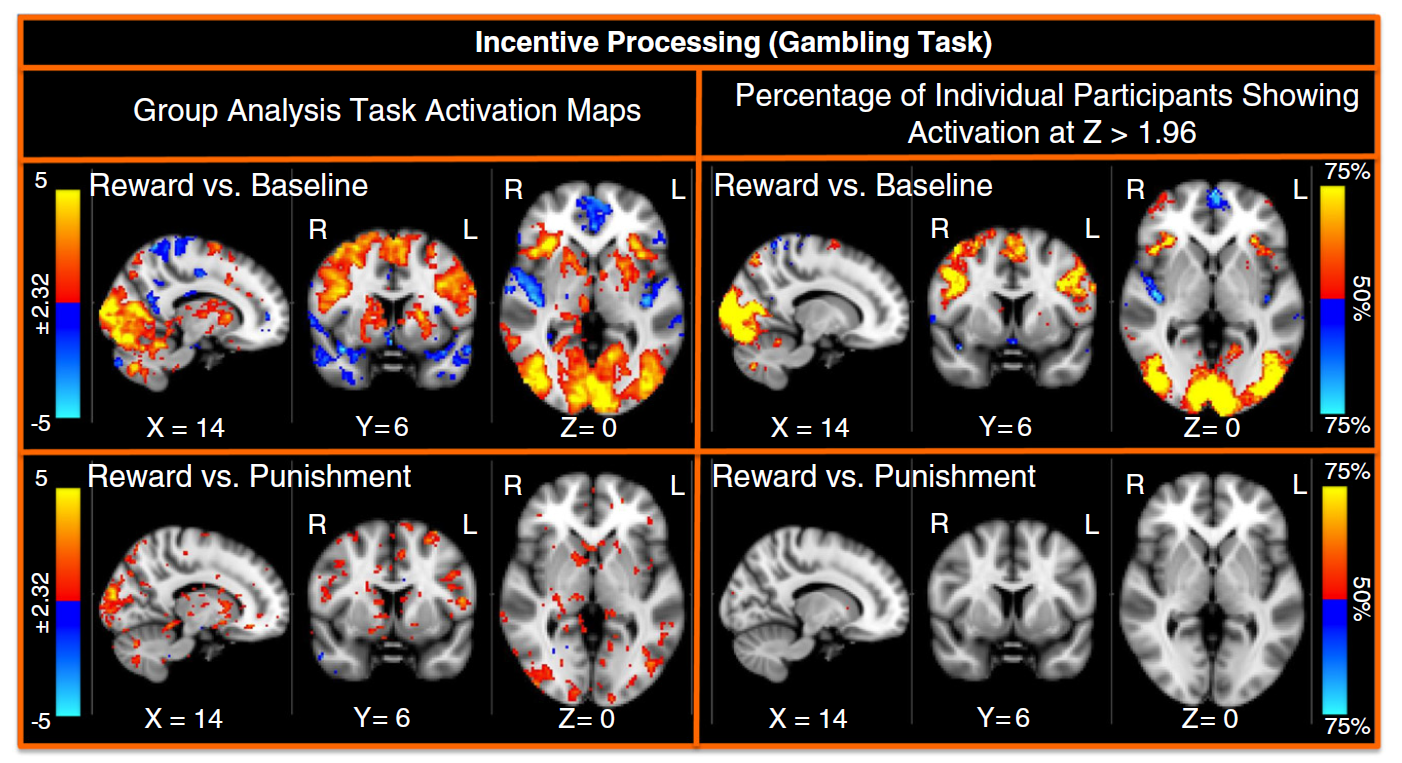 Incentive Processing (Gambling Task)
Group Analysis Task Activation Maps
Percentage of Individual Participants Showing
Activation at Z > 1.96
5
±2.32
-5
Reward vs. Baseline
R
L
R
L
X = 14
Y= 6
Z= 0
Reward vs. Baseline
R
L
R
L
X = 14
Y= 6
Z= 0
75%
50%
75%
5
±2.32
-5
Reward vs. Punishment
R
L
R
L
X = 14
Y= 6
Z= 0
Reward vs. Punishment
R
L
R
L
X = 14
Y= 6
Z= 0
75%
50%
75%